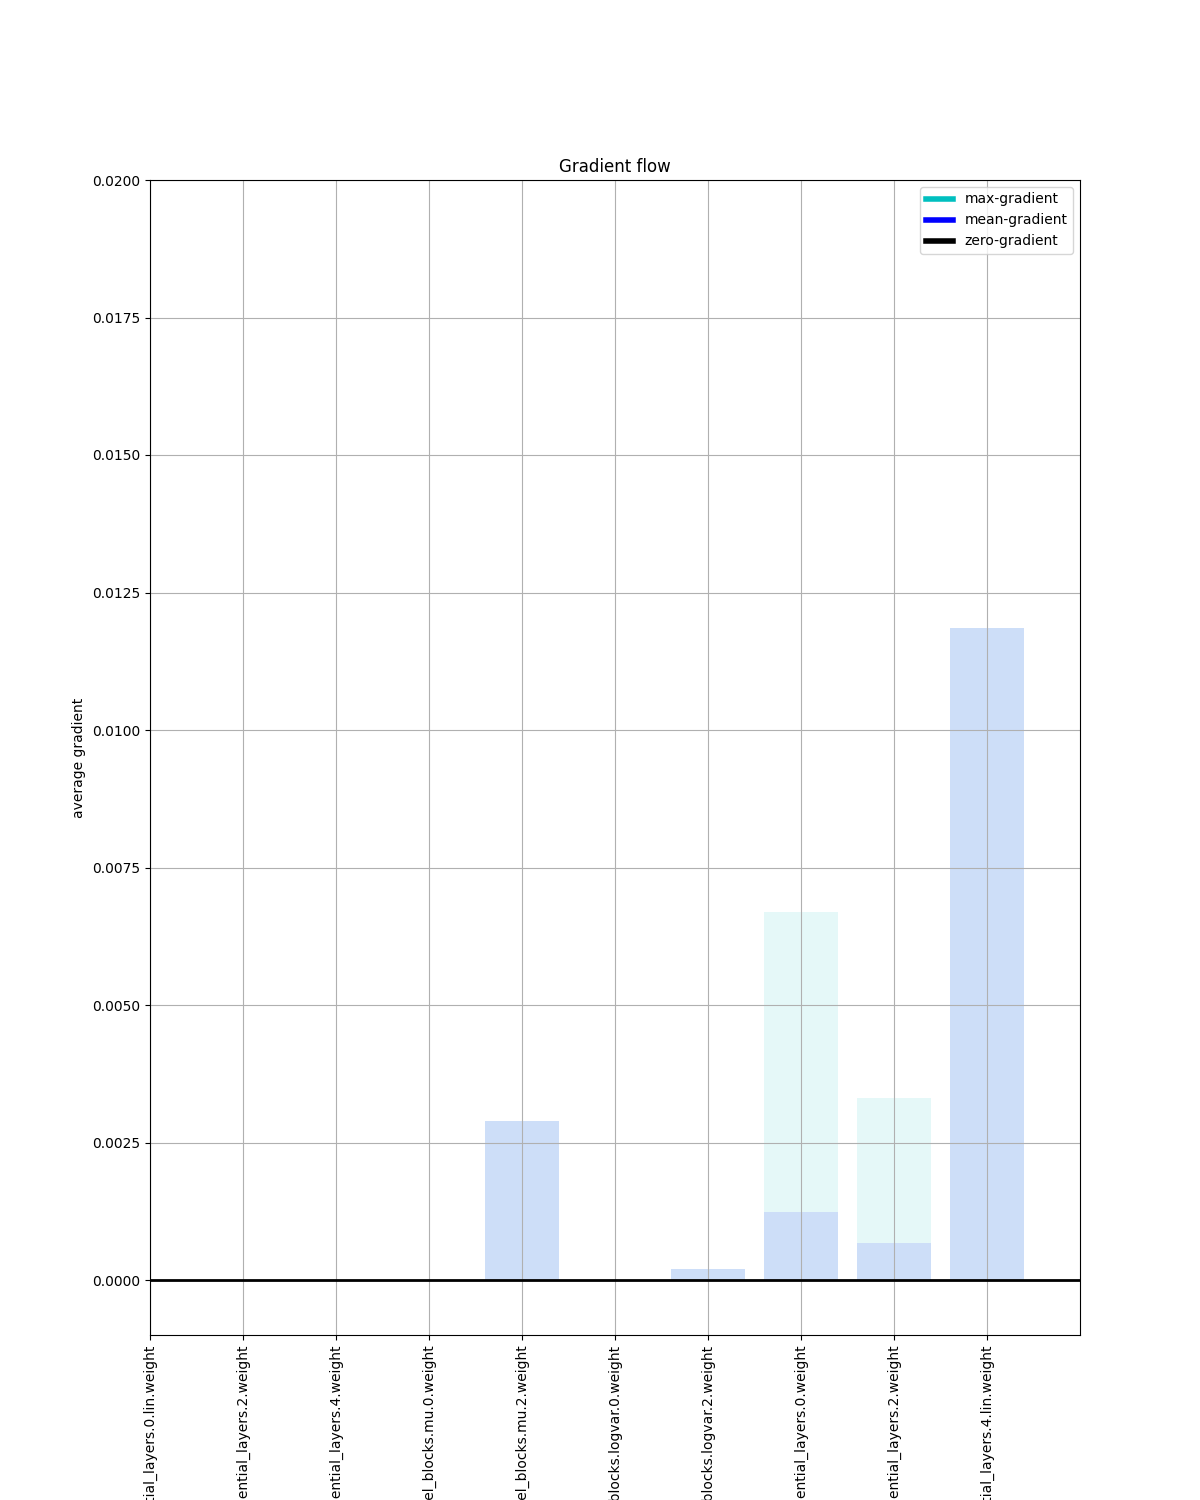 Gradient flow
max-gradient
mean-gradient
zero-gradient
0.0200
0.0175
0.0150
0.0125
0.0100
0.0075
0.0050
0.0025
0.0000
average gradient
tial_layers.0.lin.weight
ential_layers.2.weight
ential_layers.4.weight
el_blocks.mu.0.weight
el_blocks.mu.2.weight
blocks.logvar.0.weight
blocks.logvar.2.weight
ential_layers.0.weight
ential_layers.2.weight
tial_layers.4.lin.weight